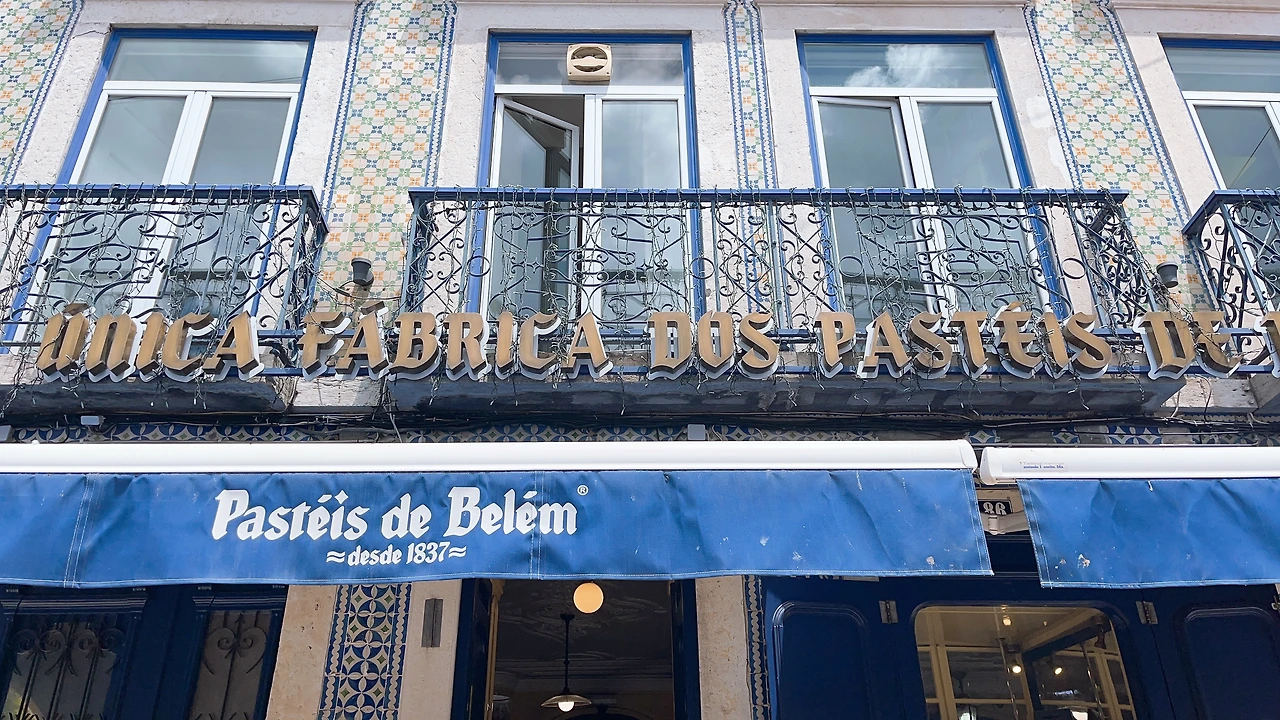 ÚNICA FÁBRICA DOS PASTÉIS DE
Pastéis de Belém®
≈desde 1837≈